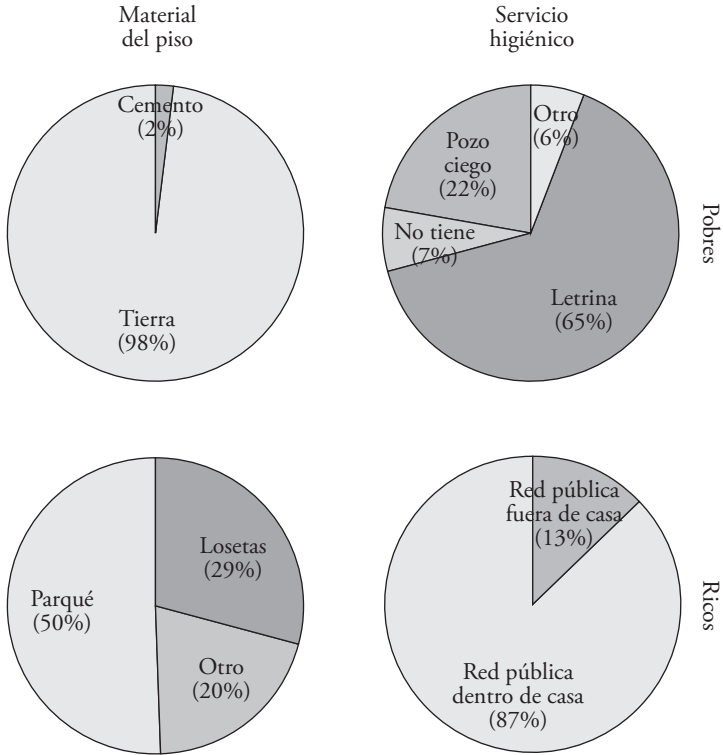 Material
del piso
Servicio
higiénico
Cemento
(2%)
Tierra
(98%)
Otro
(6%)
Pozo
ciego
(22%)
No tiene
(7%)
Letrina
(65%)
Pobres
Losetas
(29%)
Parqué
(50%)
Otro
(20%)
Red pública
fuera de casa
(13%)
Red pública
dentro de casa
(87%)
Ricos